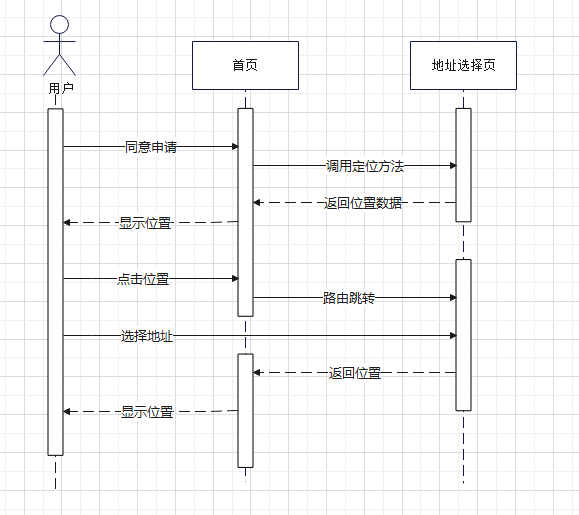 用户
首页
地址选择页
同意申请
调用定位方法
返回位置数据
显示位置
点击位置
路由跳转
选择地址
返回位置
显示位置